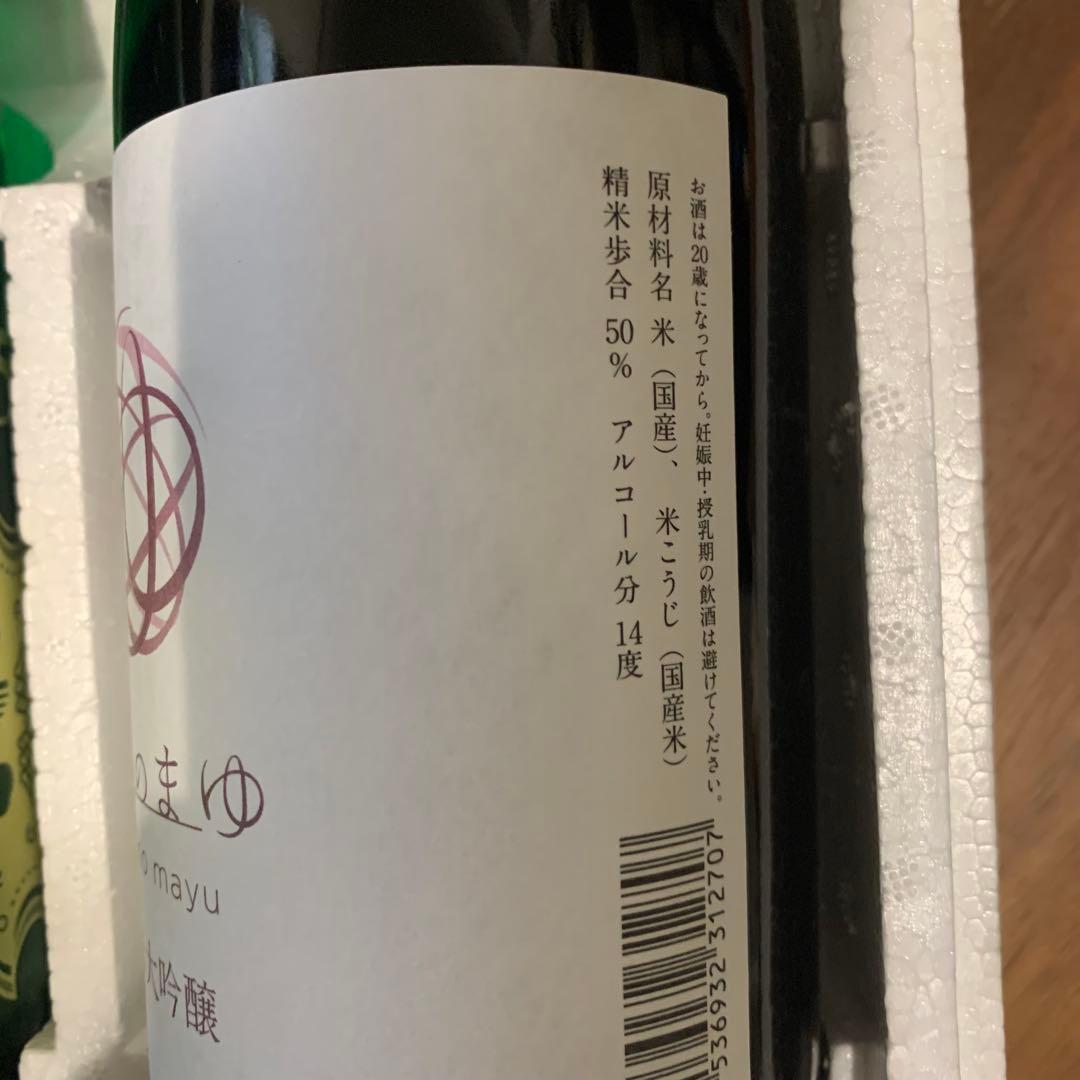 お酒は20歳になってから。妊娠中・授乳期の飲酒は避けてください。
原材料名 米（国産）、米こうじ（国産米）
精米歩合 50％ アルコール分 14度
のまゆ
o mayu
大吟醸
536932 312707